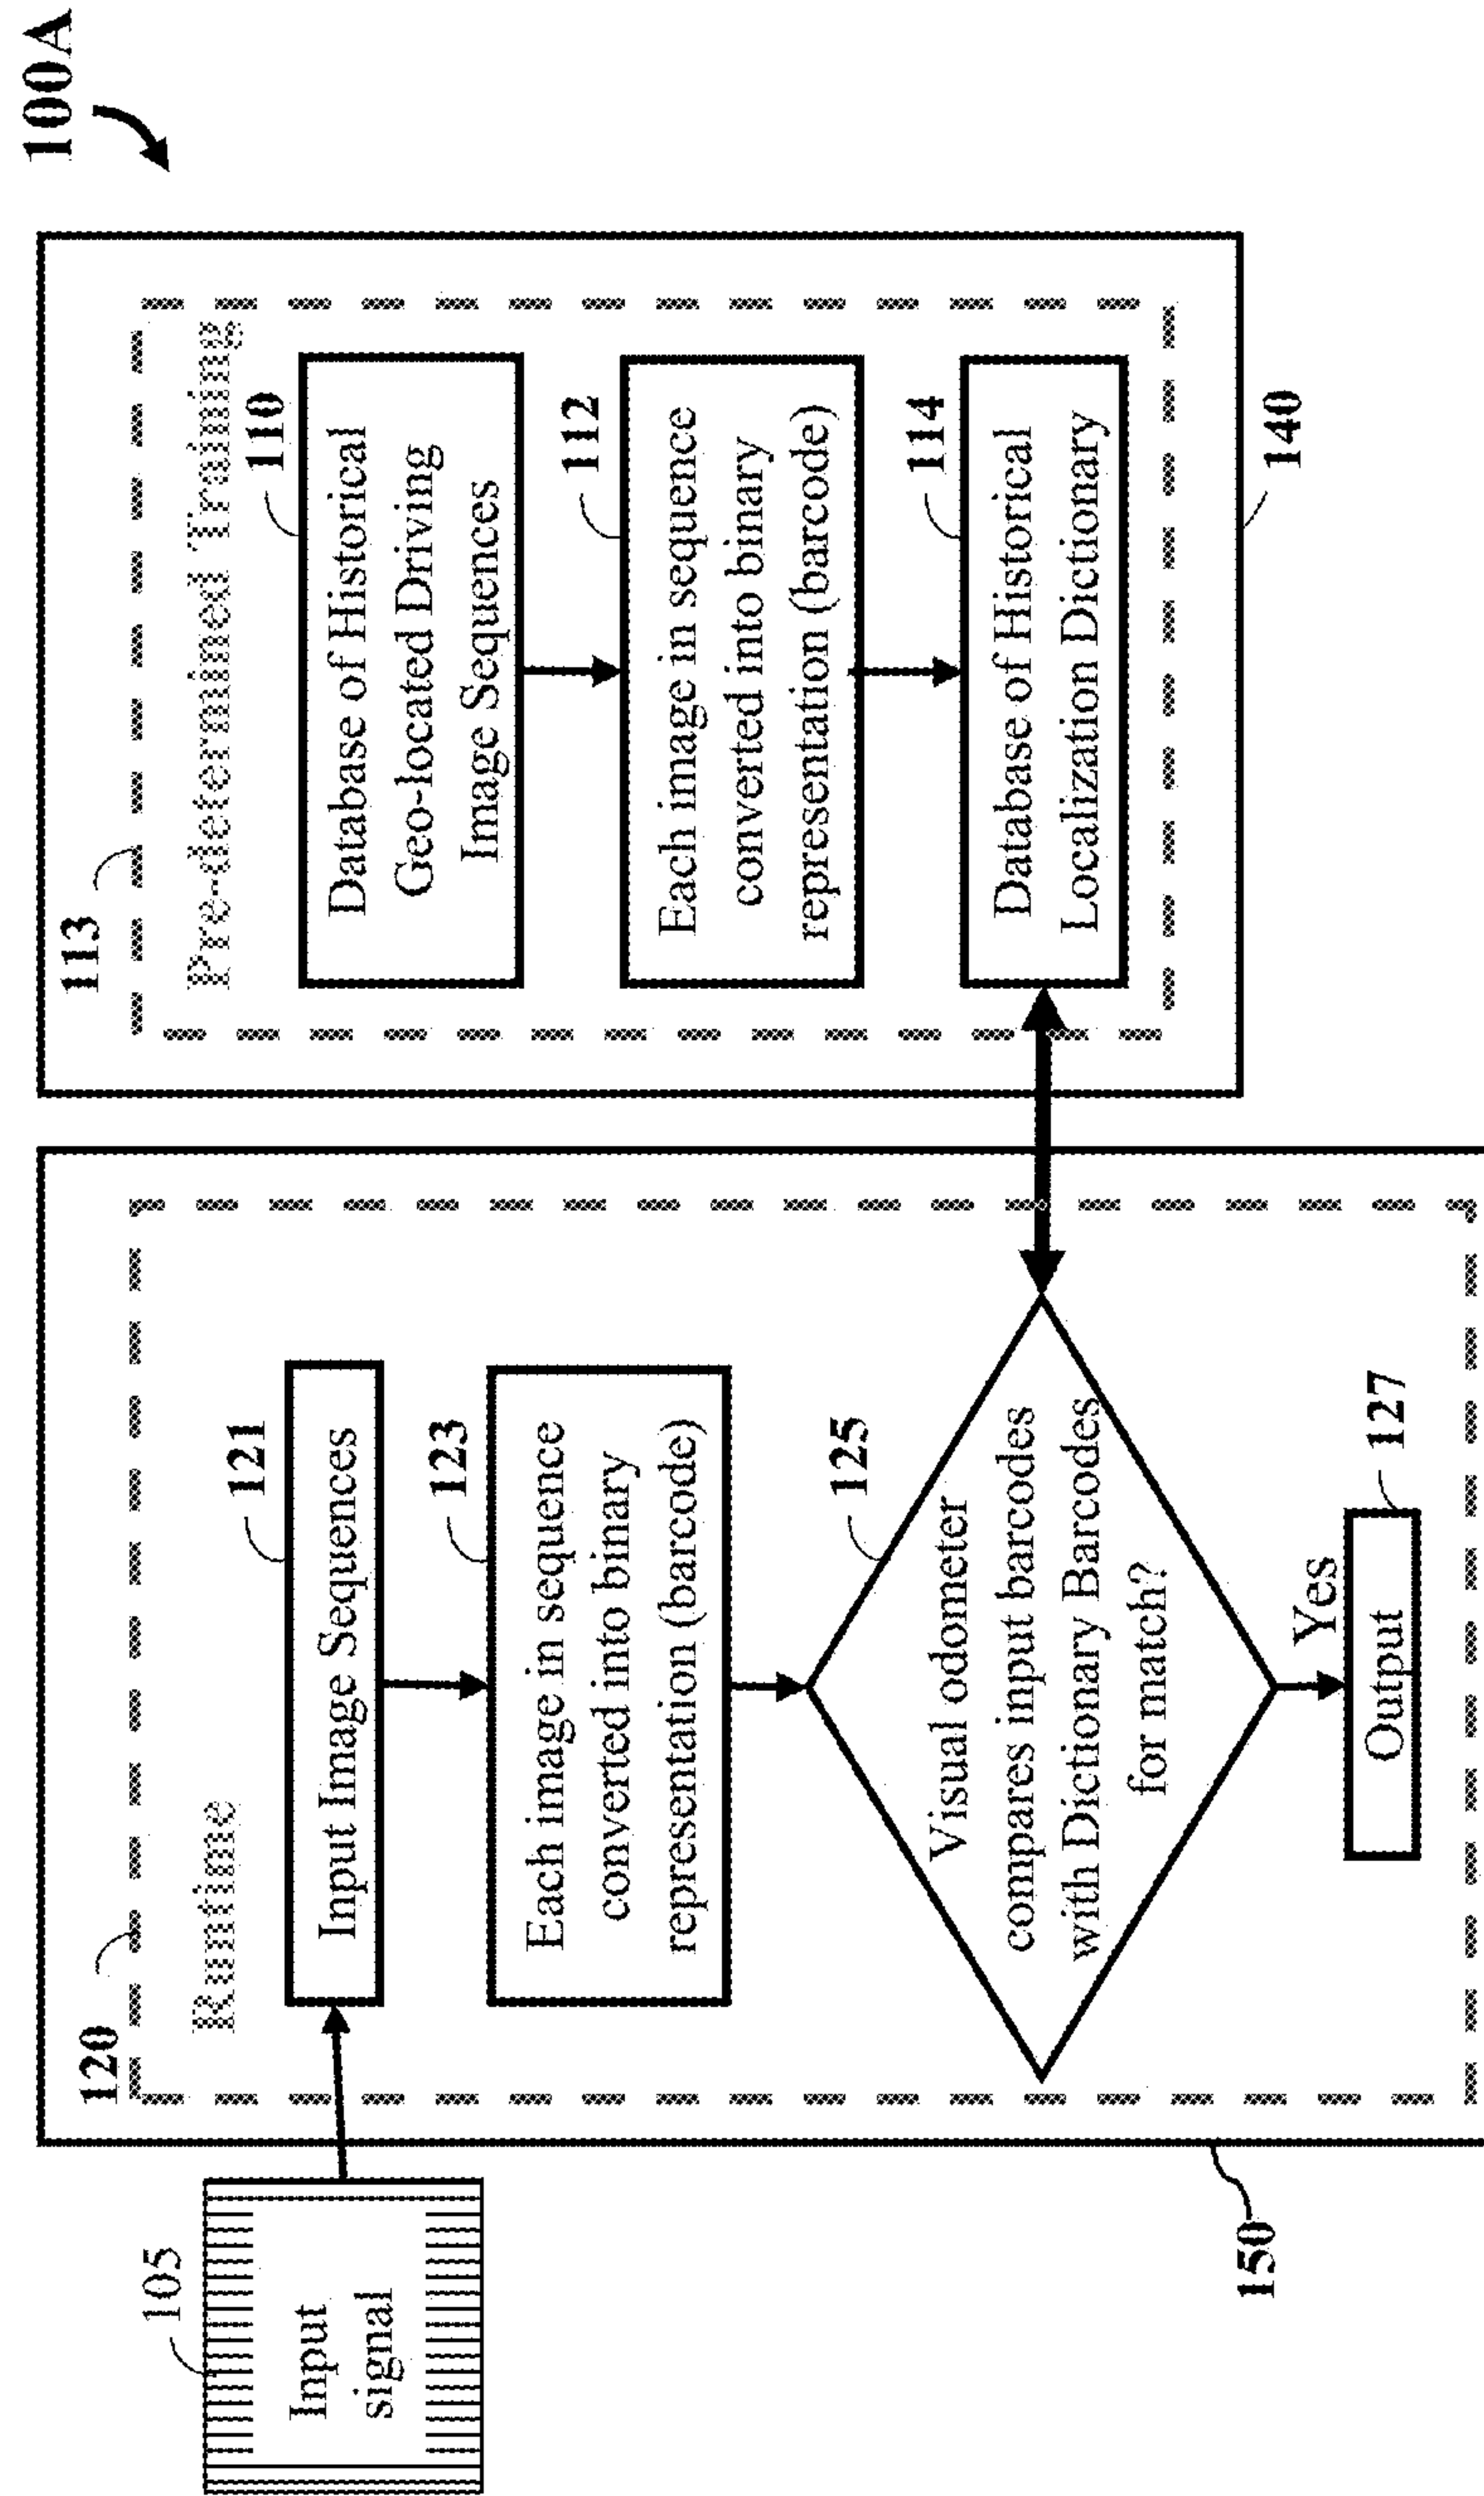 100A
105
Input
signal
120
Runtime
121
Input Image Sequences
123
Each image in sequence
converted into binary
representation (barcode)
125
Visual odometer
compares input barcodes
with Dictionary Barcodes
for match?
Yes
127
Output
150
113
Pre-determined Training
110
Database of Historical
Geo-located Driving
Image Sequences
112
Each image in sequence
converted into binary
representation (barcode)
114
Database of Historical
Localization Dictionary
140